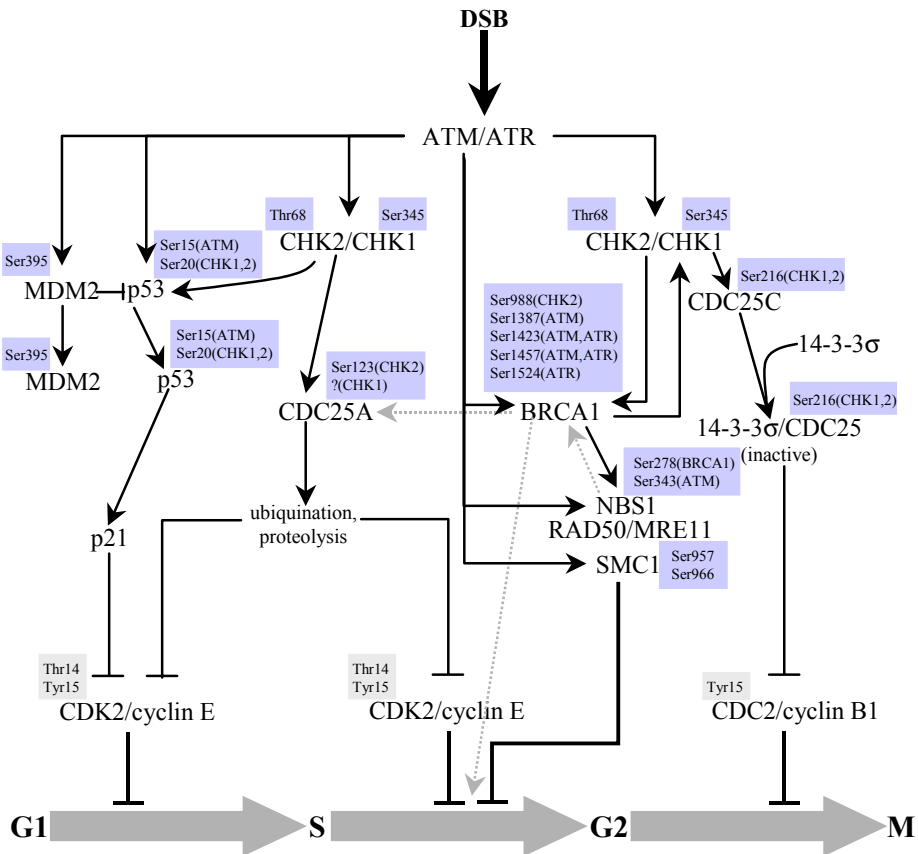 DSB
ATM/ATR
Thr68
Ser345
CHK2/CHK1
Thr68
Ser345
CHK2/CHK1
Ser15(ATM)
Ser20(CHK1,2)
Ser395
MDM2
p53
Ser216(CHK1,2)
CDC25C
Ser988(CHK2)
Ser1387(ATM)
Ser1423(ATM,ATR)
Ser1457(ATM,ATR)
Ser1524(ATR)
14-3-3σ
Ser395
MDM2
Ser15(ATM)
Ser20(CHK1,2)
p53
Ser123(CHK2)
?(CHK1)
CDC25A
BRCA1
Ser216(CHK1,2)
14-3-3σ/CDC25
(inactive)
Ser278(BRCA1)
Ser343(ATM)
NBS1
RAD50/MRE11
ubiquination,
proteolysis
p21
SMC1
Ser957
Ser966
Thr14
Tyr15
CDK2/cyclin E
Thr14
Tyr15
CDK2/cyclin E
Tyr15
CDC2/cyclin B1
G1
S
G2
M